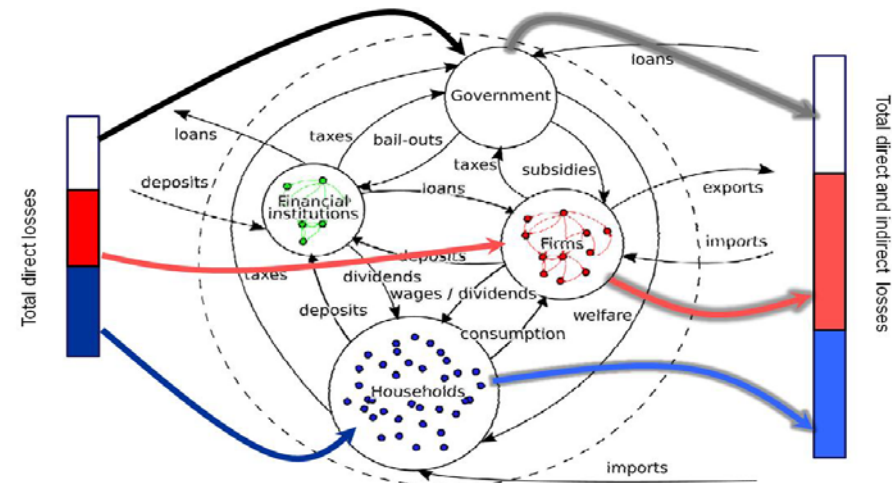 Total direct losses
Total direct and indirect losses
Government
loans
loans
taxes
bail-outs
taxes
subsidies
deposits
loans
exports
Financial
institutions
Firms
imports
deposits
taxes
dividends
wages / dividends
deposits
consumption
welfare
Households
imports